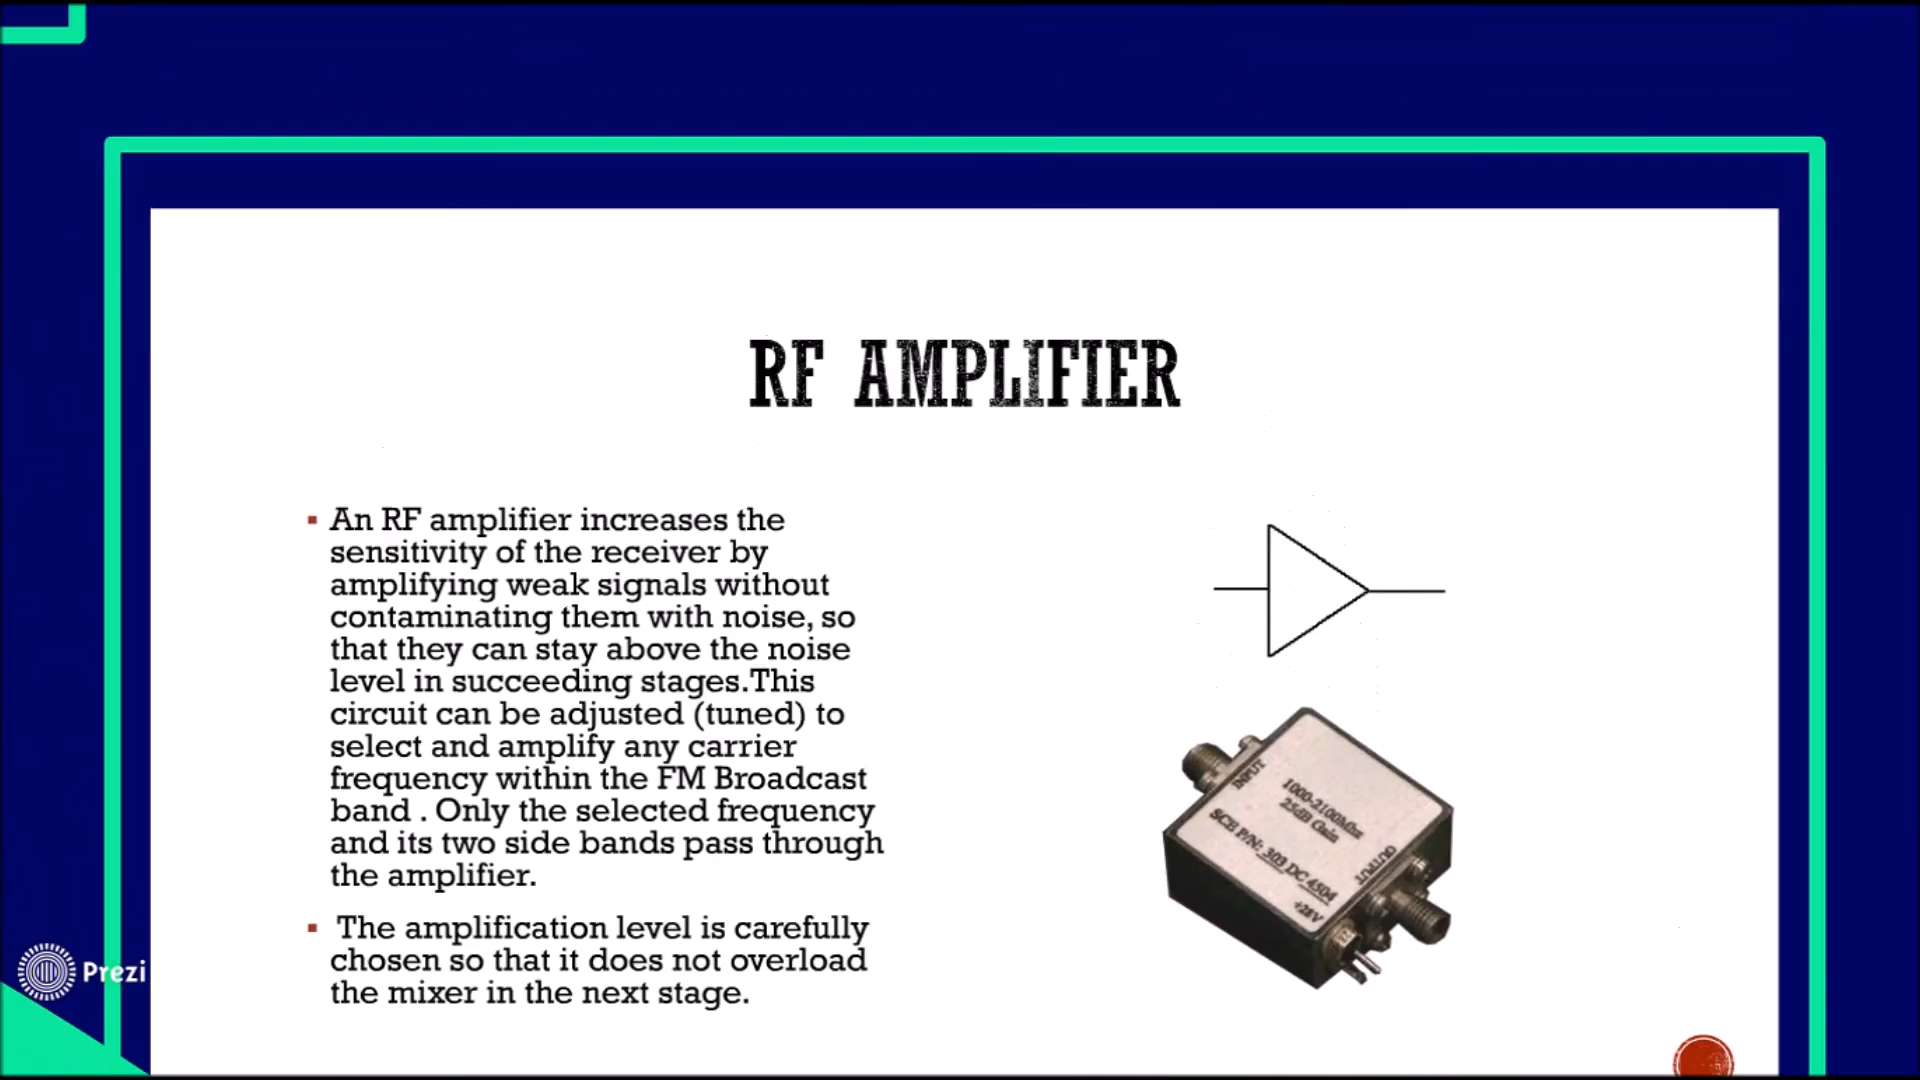 RF AMPLIFIER
▪ An RF amplifier increases the
sensitivity of the receiver by
amplifying weak signals without
contaminating them with noise, so
that they can stay above the noise
level in succeeding stages.This
circuit can be adjusted (tuned) to
select and amplify any carrier
frequency within the FM Broadcast
band . Only the selected frequency
and its two side bands pass through
the amplifier.
▪ The amplification level is carefully
chosen so that it does not overload
the mixer in the next stage.
INPUT
1000-2100Mhz
25dB Gain
SCE P/N: 303 DC 4504
OUTPUT
+28V
Prezi